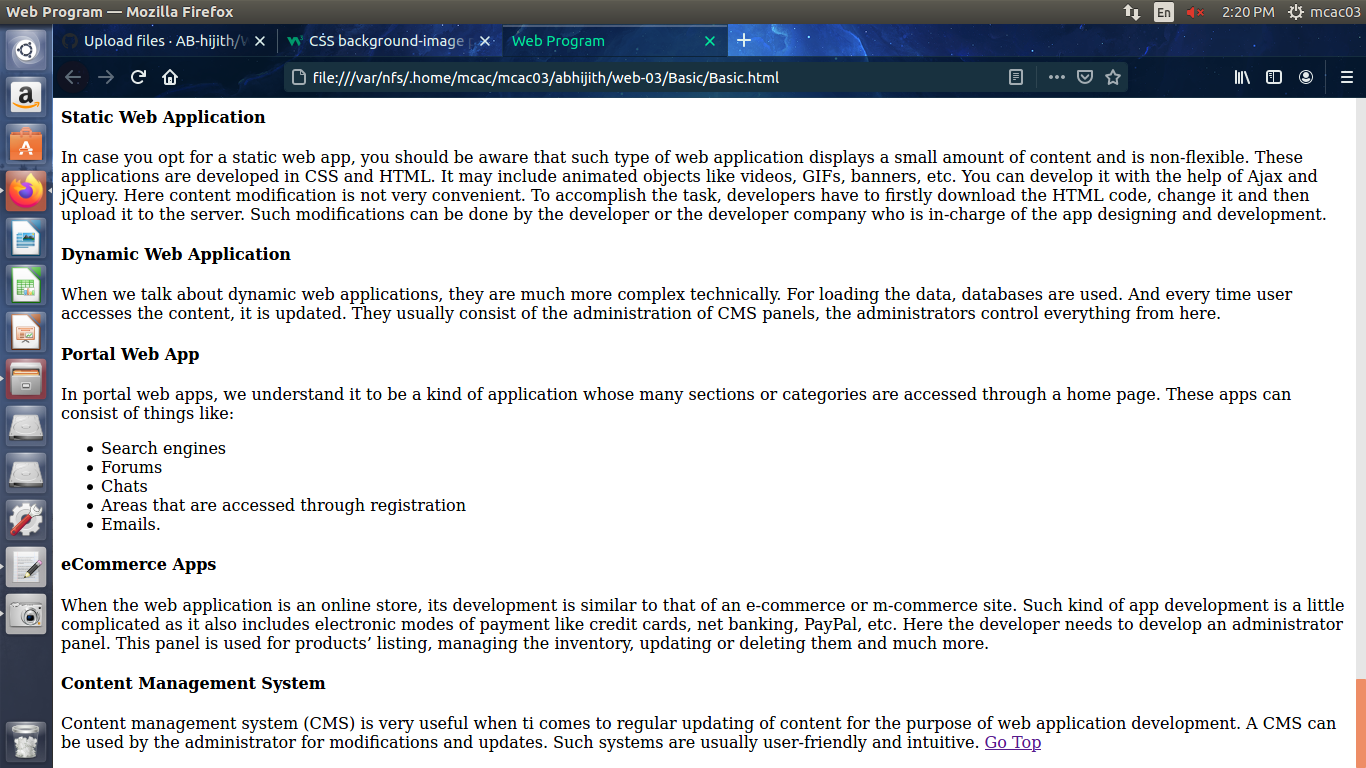 Web Program — Mozilla Firefox
En
2:20 PM
mcac03
Upload files · AB-hijith/
CSS background-image
Web Program
file:///var/nfs/.home/mcac/mcac03/abhijith/web-03/Basic/Basic.html
Static Web Application
In case you opt for a static web app, you should be aware that such type of web application displays a small amount of content and is non-flexible. These
applications are developed in CSS and HTML. It may include animated objects like videos, GIFs, banners, etc. You can develop it with the help of Ajax and
jQuery. Here content modification is not very convenient. To accomplish the task, developers have to firstly download the HTML code, change it and then
upload it to the server. Such modifications can be done by the developer or the developer company who is in-charge of the app designing and development.
Dynamic Web Application
When we talk about dynamic web applications, they are much more complex technically. For loading the data, databases are used. And every time user
accesses the content, it is updated. They usually consist of the administration of CMS panels, the administrators control everything from here.
Portal Web App
In portal web apps, we understand it to be a kind of application whose many sections or categories are accessed through a home page. These apps can
consist of things like:
• Search engines
• Forums
• Chats
• Areas that are accessed through registration
• Emails.
eCommerce Apps
When the web application is an online store, its development is similar to that of an e-commerce or m-commerce site. Such kind of app development is a little
complicated as it also includes electronic modes of payment like credit cards, net banking, PayPal, etc. Here the developer needs to develop an administrator
panel. This panel is used for products’ listing, managing the inventory, updating or deleting them and much more.
Content Management System
Content management system (CMS) is very useful when ti comes to regular updating of content for the purpose of web application development. A CMS can
be used by the administrator for modifications and updates. Such systems are usually user-friendly and intuitive. Go Top